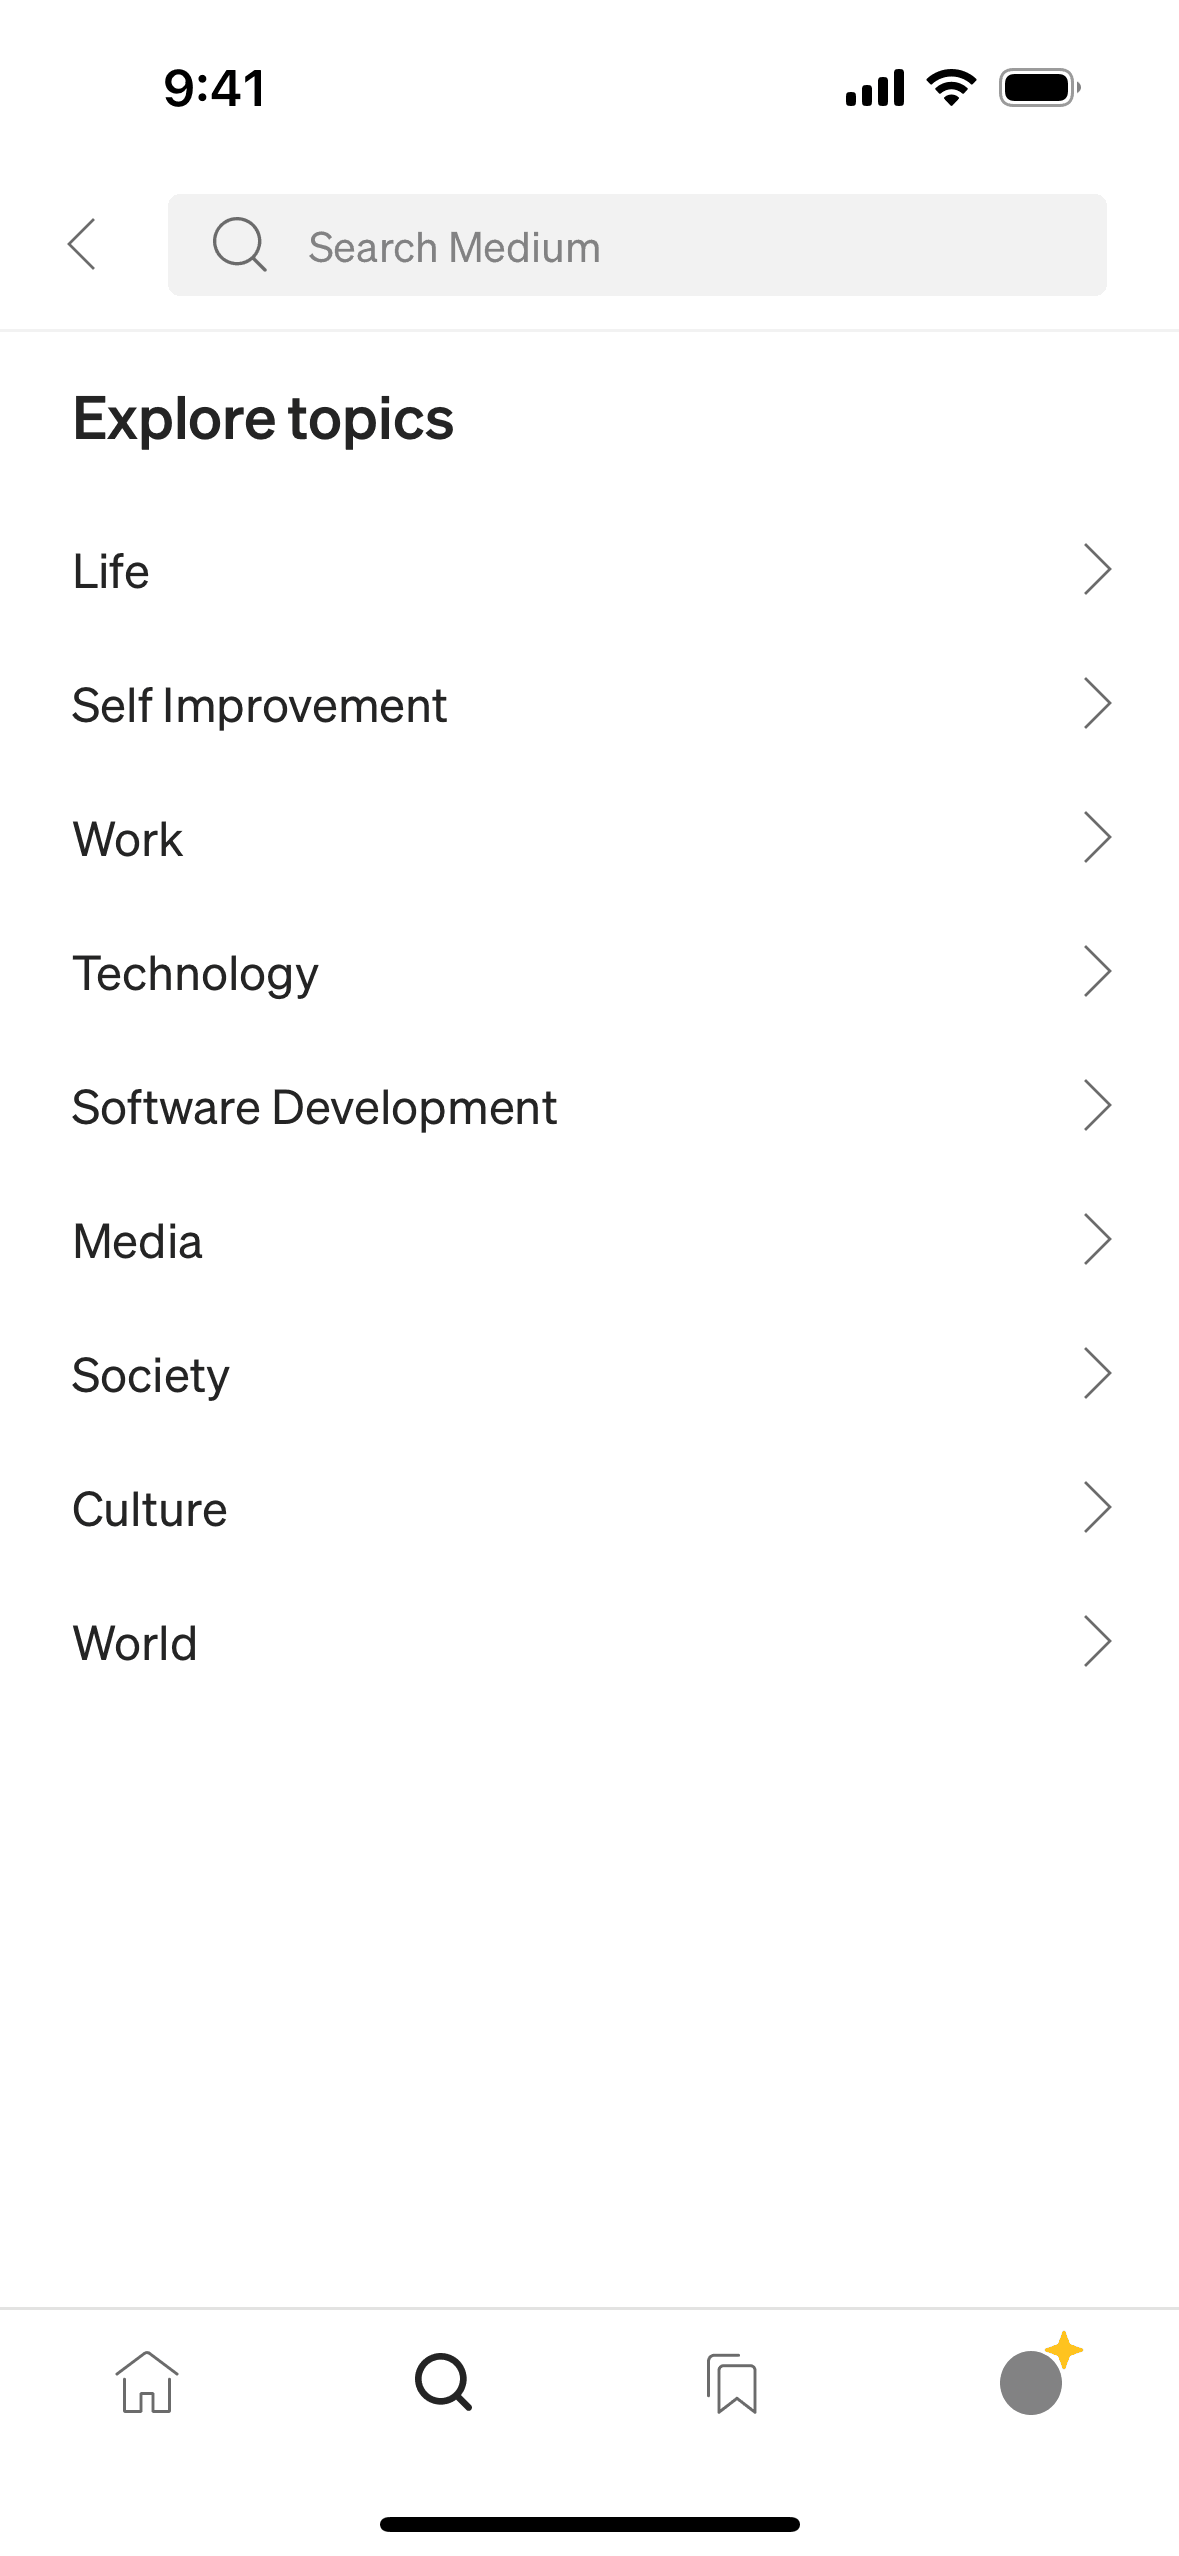 9:41
Search Medium
Explore topics
Life
Self Improvement
Work
Technology
Software Development
Media
Society
Culture
World